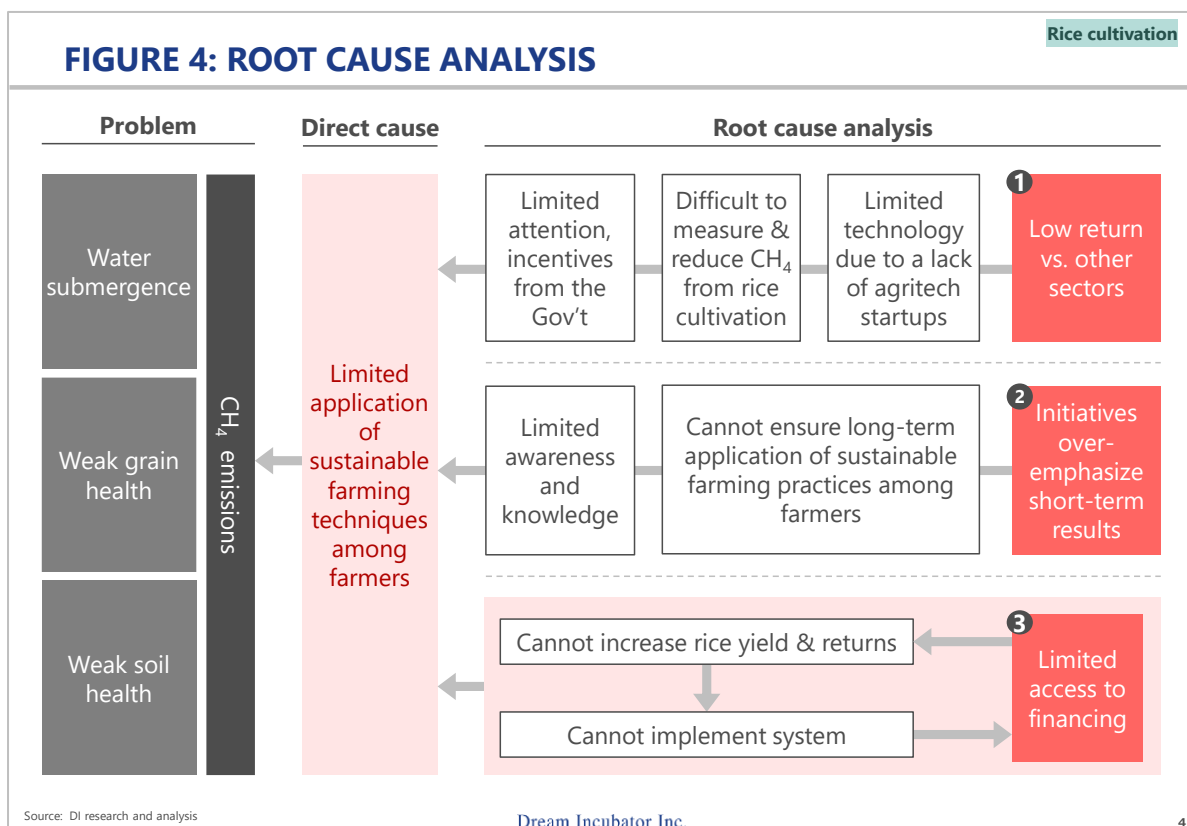 Rice cultivation
FIGURE 4: ROOT CAUSE ANALYSIS
Problem
Direct cause
Root cause analysis
Water
submergence
Weak grain
health
Weak soil
health
CH₄ emissions
Limited
application
of
sustainable
farming
techniques
among
farmers
Limited
attention,
incentives
from the
Gov't
Difficult to
measure &
reduce CH₄
from rice
cultivation
Limited
technology
due to a lack
of agritech
startups
1
Low return
vs. other
sectors
Limited
awareness
and
knowledge
Cannot ensure long-term
application of sustainable
farming practices among
farmers
2
Initiatives
over-
emphasize
short-term
results
Cannot increase rice yield & returns
Cannot implement system
3
Limited
access to
financing
Source: DI research and analysis
Dream Incubator Inc.
4